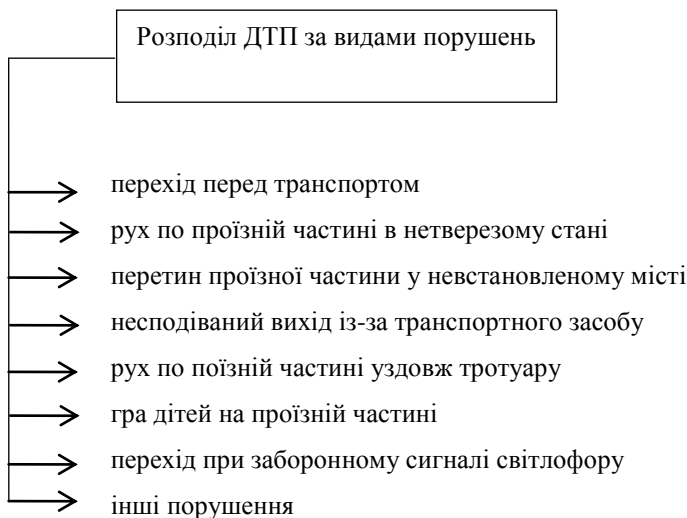 Розподіл ДТП за видами порушень
перехід перед транспортом
рух по проїзній частині в нетверезому стані
перетин проїзної частини у невстановленому місті
несподіваний вихід із-за транспортного засобу
рух по поїзній частині уздовж тротуару
гра дітей на проїзній частині
перехід при заборонному сигналі світлофору
інші порушення